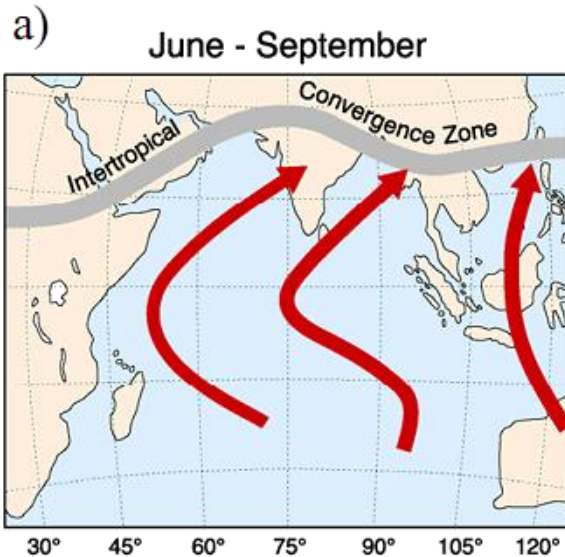 a)
June - September
Intertropical Convergence Zone
30° 45° 60° 75° 90° 105° 120°